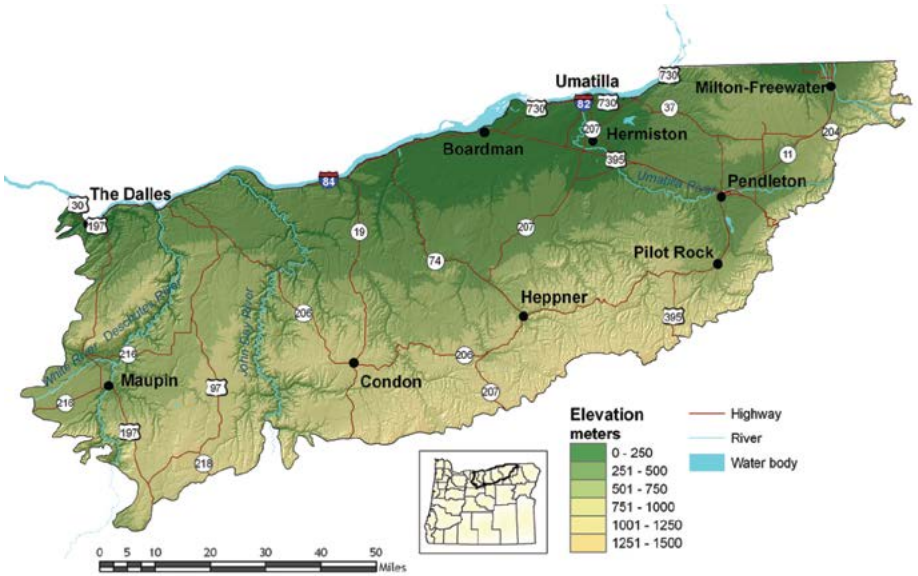 Umatilla
730
Milton-Freewater
82
730
730
37
207
Hermiston
204
Boardman
395
11
84
Umatilla River
Pendleton
The Dalles
30
197
19
207
74
Pilot Rock
Deschutes River
John Day River
206
Heppner
395
White River
216
206
Maupin
Condon
97
207
216
197
218
Elevation
meters
0 - 250
251 - 500
501 - 750
751 - 1000
1001 - 1250
1251 - 1500
Highway
River
Water body
0 5 10 20 30 40 50
Miles